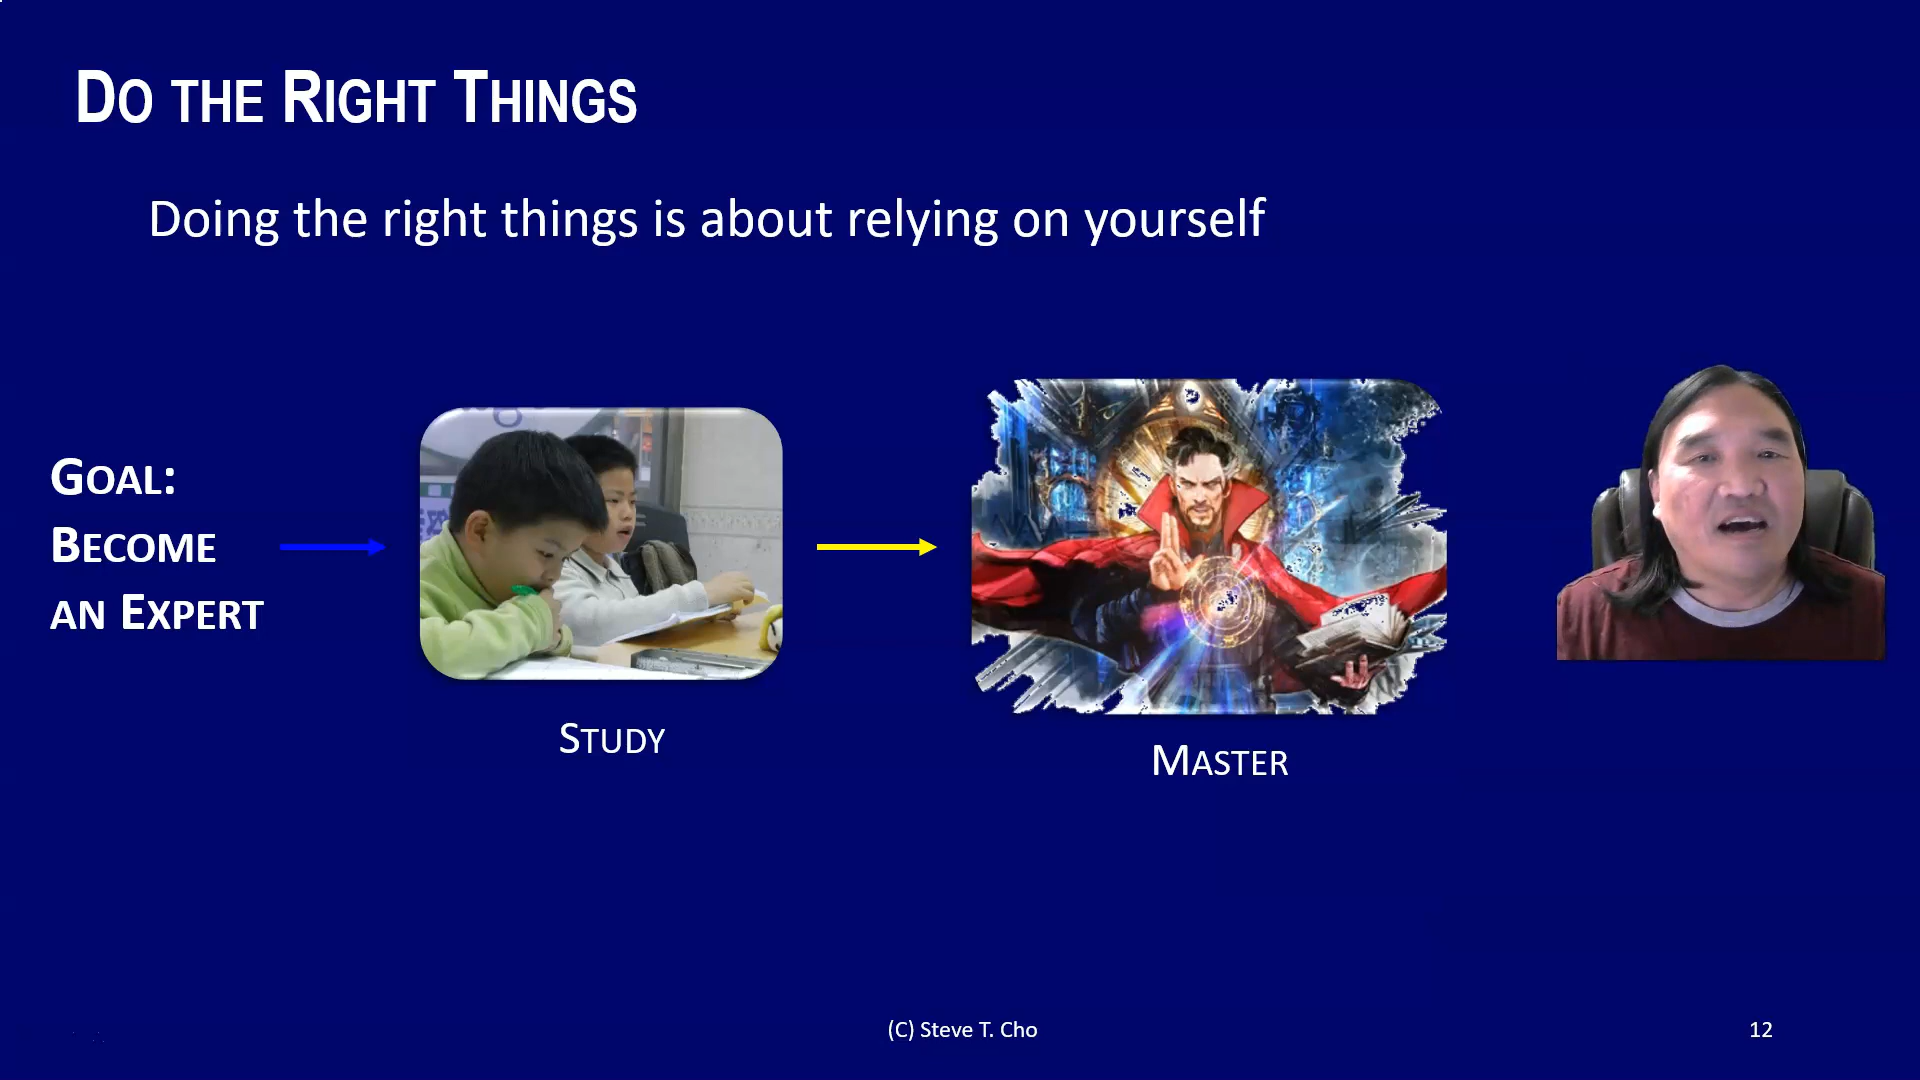 DO THE RIGHT THINGS
Doing the right things is about relying on yourself
GOAL:
BECOME
AN EXPERT
STUDY
MASTER
(C) Steve T. Cho
12